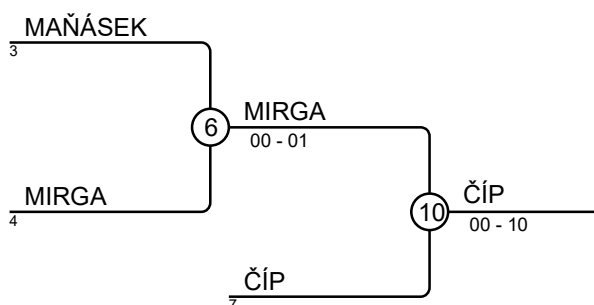 MAŇÁSEK
3
6
MIRGA
00 - 01
MIRGA
4
10
ČÍP
00 - 10
ČÍP
7